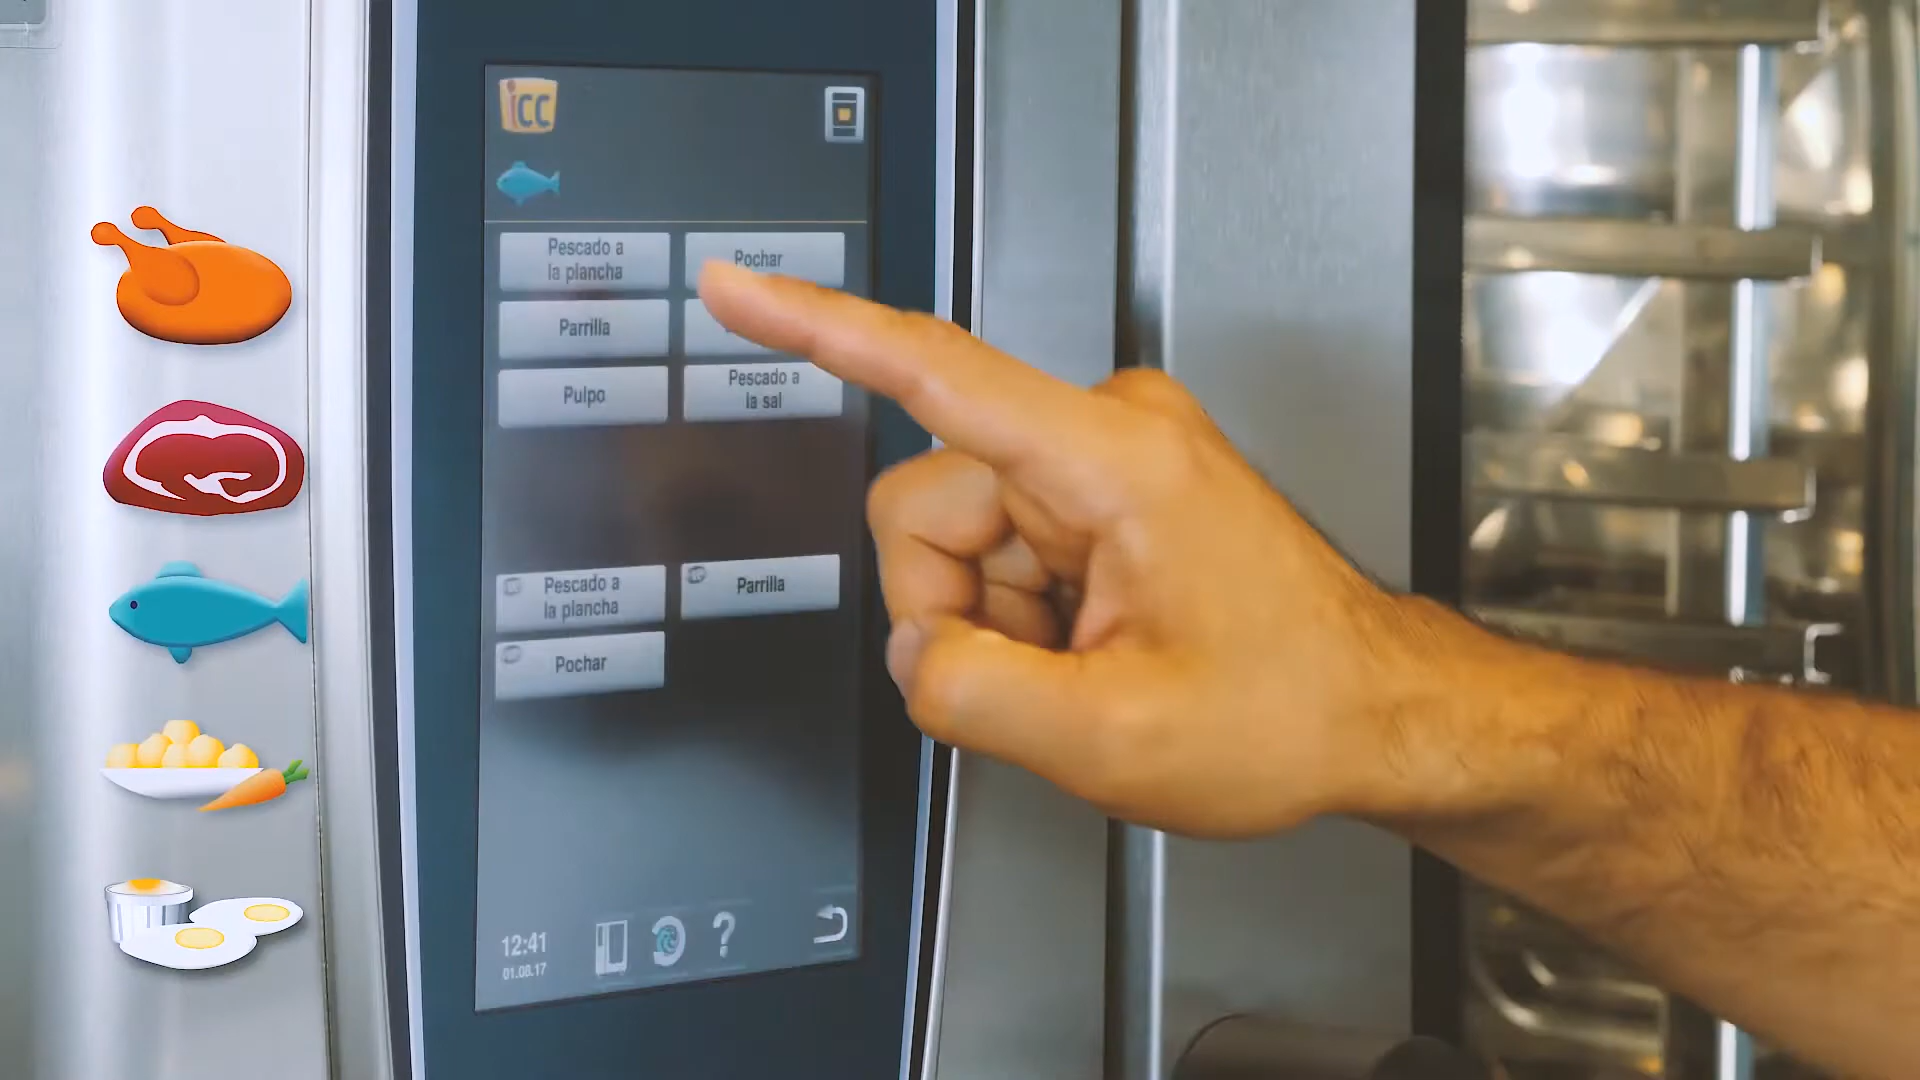 icc
Pescado a
la plancha
Pochar
Parrilla
Pulpo
Pescado a
la sal
Pescado a
la plancha
Parrilla
Pochar
12:41
01.08.17
?